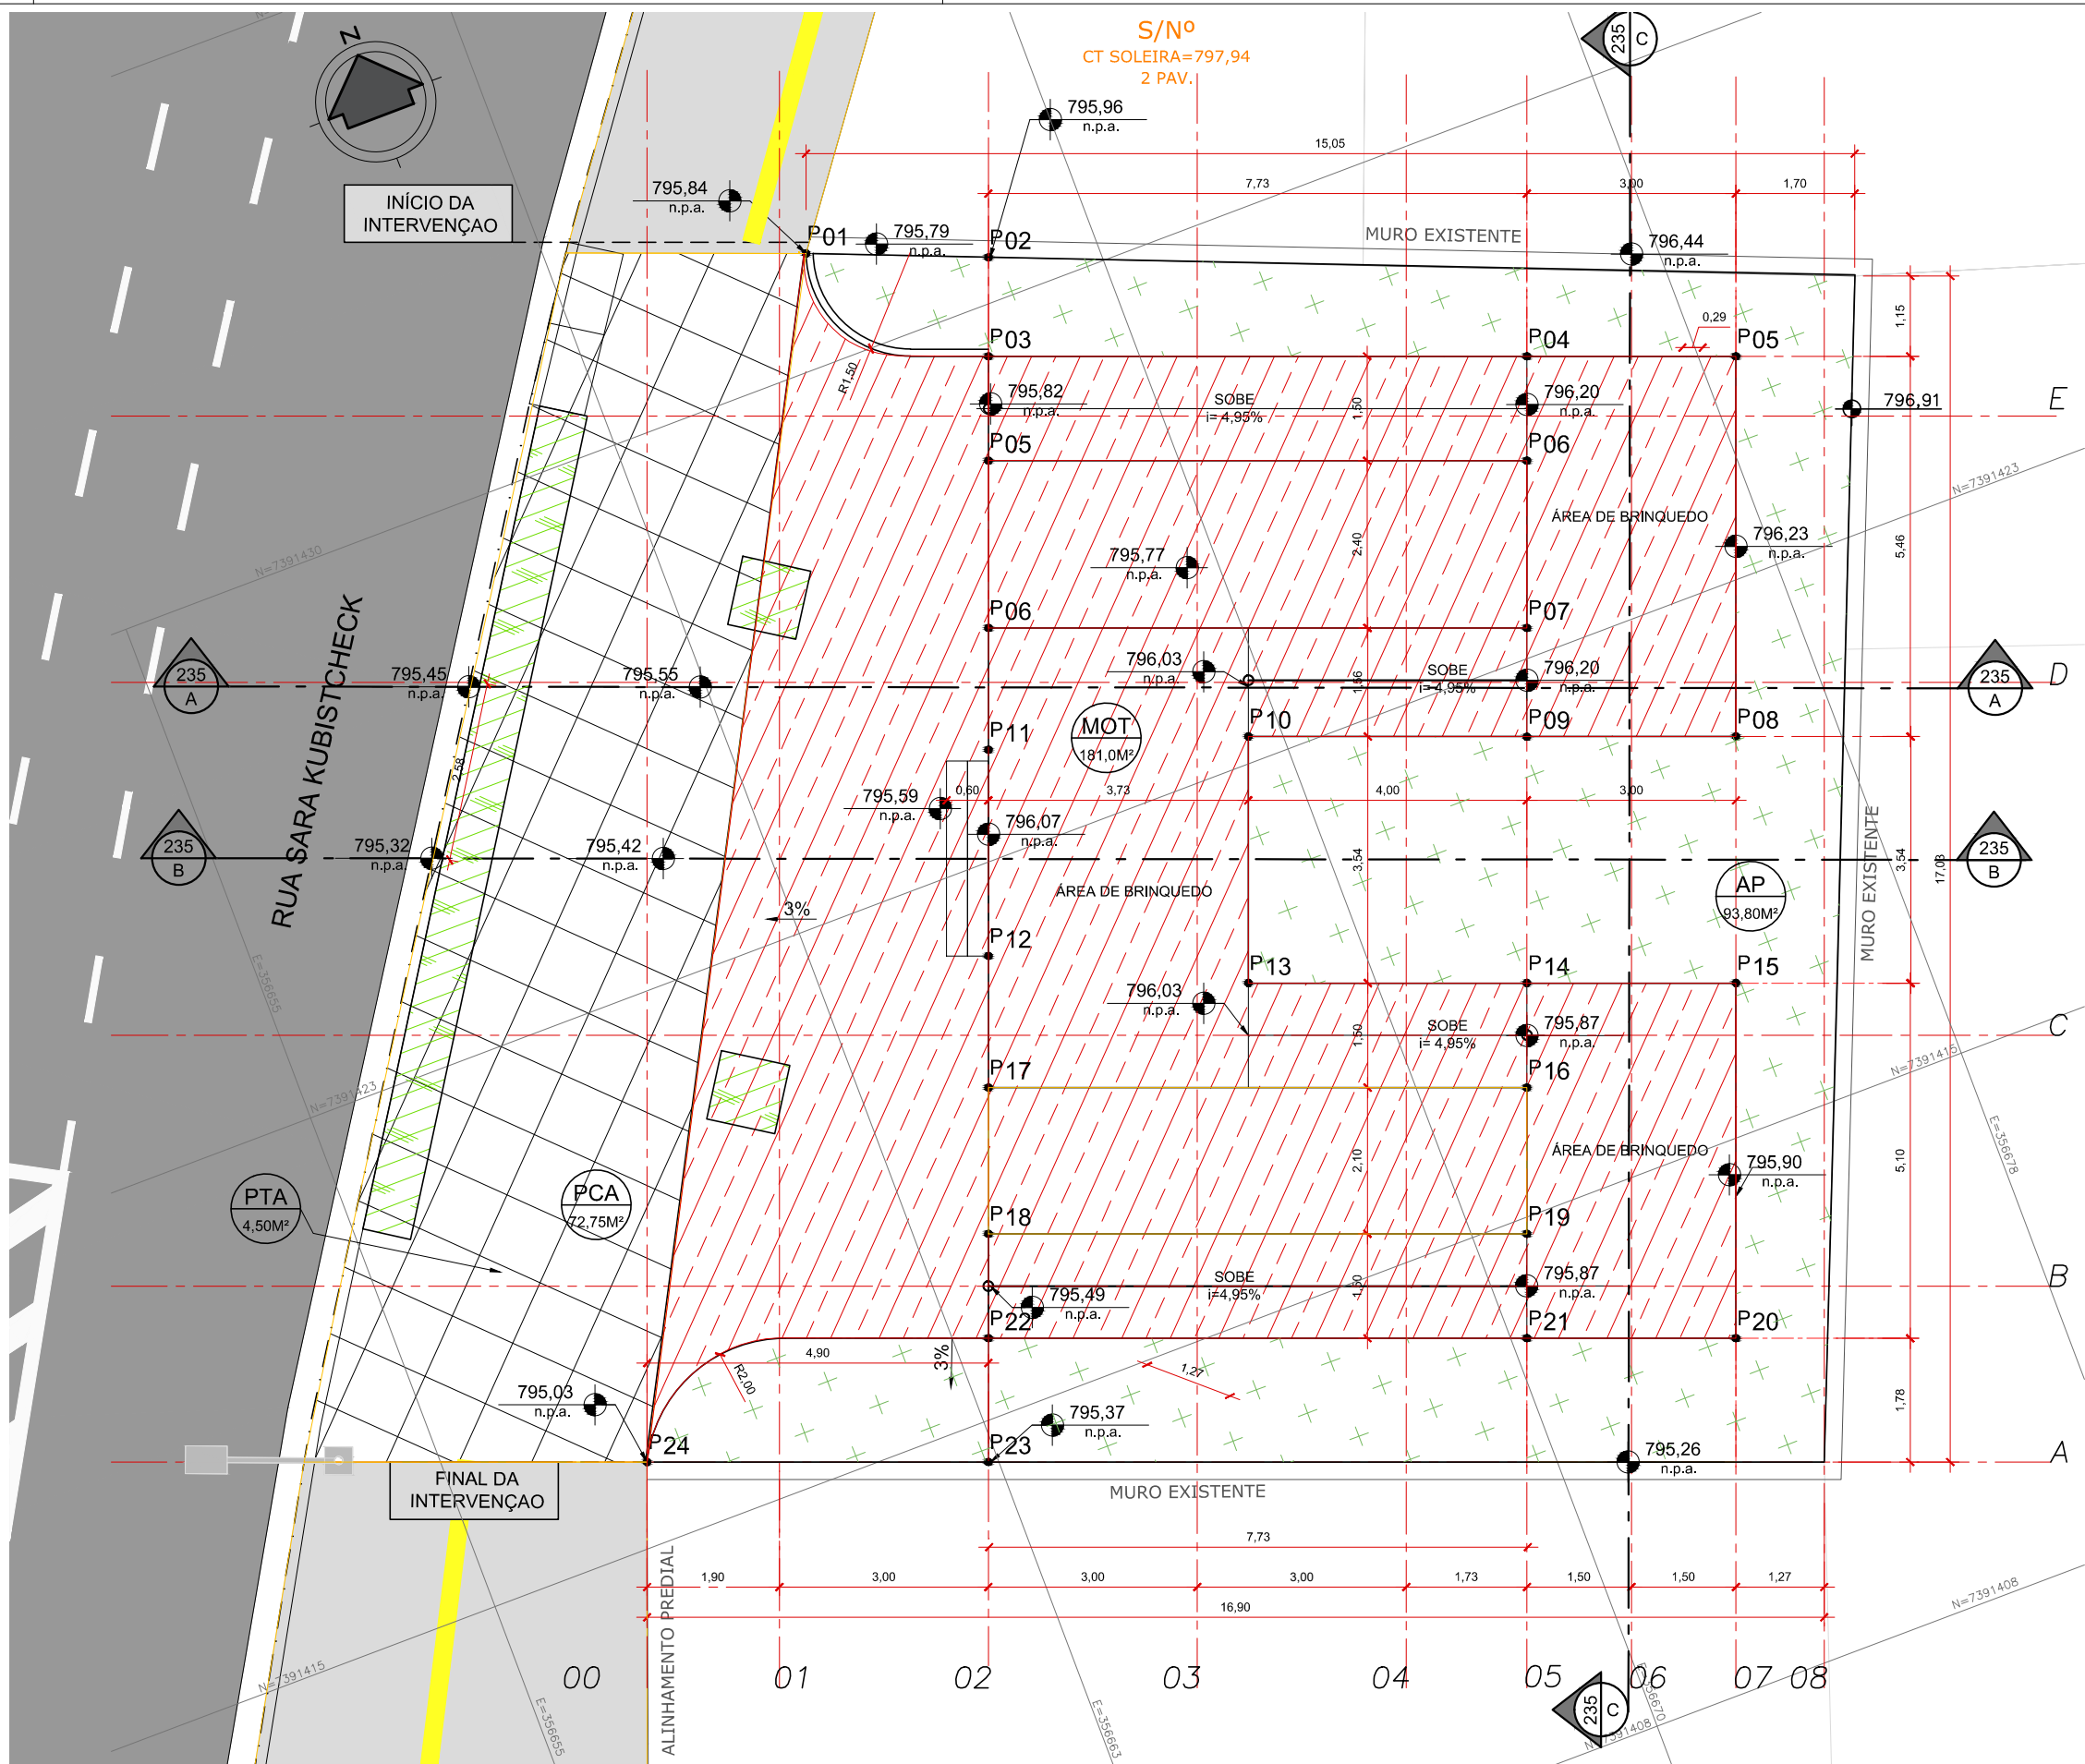 S/Nº
CT SOLEIRA=797,94
2 PAV.
235
C
N
795,96
n.p.a.
15,05
795,84
n.p.a.
7,73
3,00
1,70
INÍCIO DA
INTERVENÇAO
P01
795,79
n.p.a.
P02
MURO EXISTENTE
796,44
n.p.a.
0,29
1,15
P03
P04
P05
R1,50
795,82
n.p.a.
SOBE
i= 4,95%
1,50
796,20
n.p.a.
796,91
E
P05
P06
N=7391423
ÁREA DE BRINQUEDO
796,23
n.p.a.
2,40
5,46
N=7391430
795,77
n.p.a.
P06
P07
RUA SARA KUBISTCHECK
235
A
795,45
n.p.a.
795,55
n.p.a.
796,03
n.p.a.
1,56
SOBE
i= 4,95%
796,20
n.p.a.
235
A
D
MOT
181,0M²
P11
P10
P09
P08
2,58
795,59
n.p.a.
0,60
3,73
4,00
3,00
796,07
n.p.a.
235
B
795,32
n.p.a.
795,42
n.p.a.
3,54
3,54
17,03
235
B
MURO EXISTENTE
ÁREA DE BRINQUEDO
AP
93,80M²
3%
P12
E=356655
P13
P14
P15
796,03
n.p.a.
1,50
SOBE
i= 4,95%
795,87
n.p.a.
C
P17
P16
N=7391423
N=7391415
E=356678
ÁREA DE BRINQUEDO
795,90
n.p.a.
2,10
5,10
PTA
4,50M²
PCA
72,75M²
P18
P19
SOBE
i=4,95%
1,50
795,87
n.p.a.
B
795,49
n.p.a.
P22
P21
P20
4,90
3%
R2,00
1,27
1,78
795,03
n.p.a.
795,37
n.p.a.
P24
P23
795,26
n.p.a.
A
FINAL DA
INTERVENÇAO
MURO EXISTENTE
7,73
ALINHAMENTO PREDIAL
1,90
3,00
3,00
3,00
1,73
1,50
1,50
1,27
N=7391408
16,90
N=7391415
00
01
02
03
04
05
06
07
08
E=356655
E=356663
E=356670
235
C
N=7391408